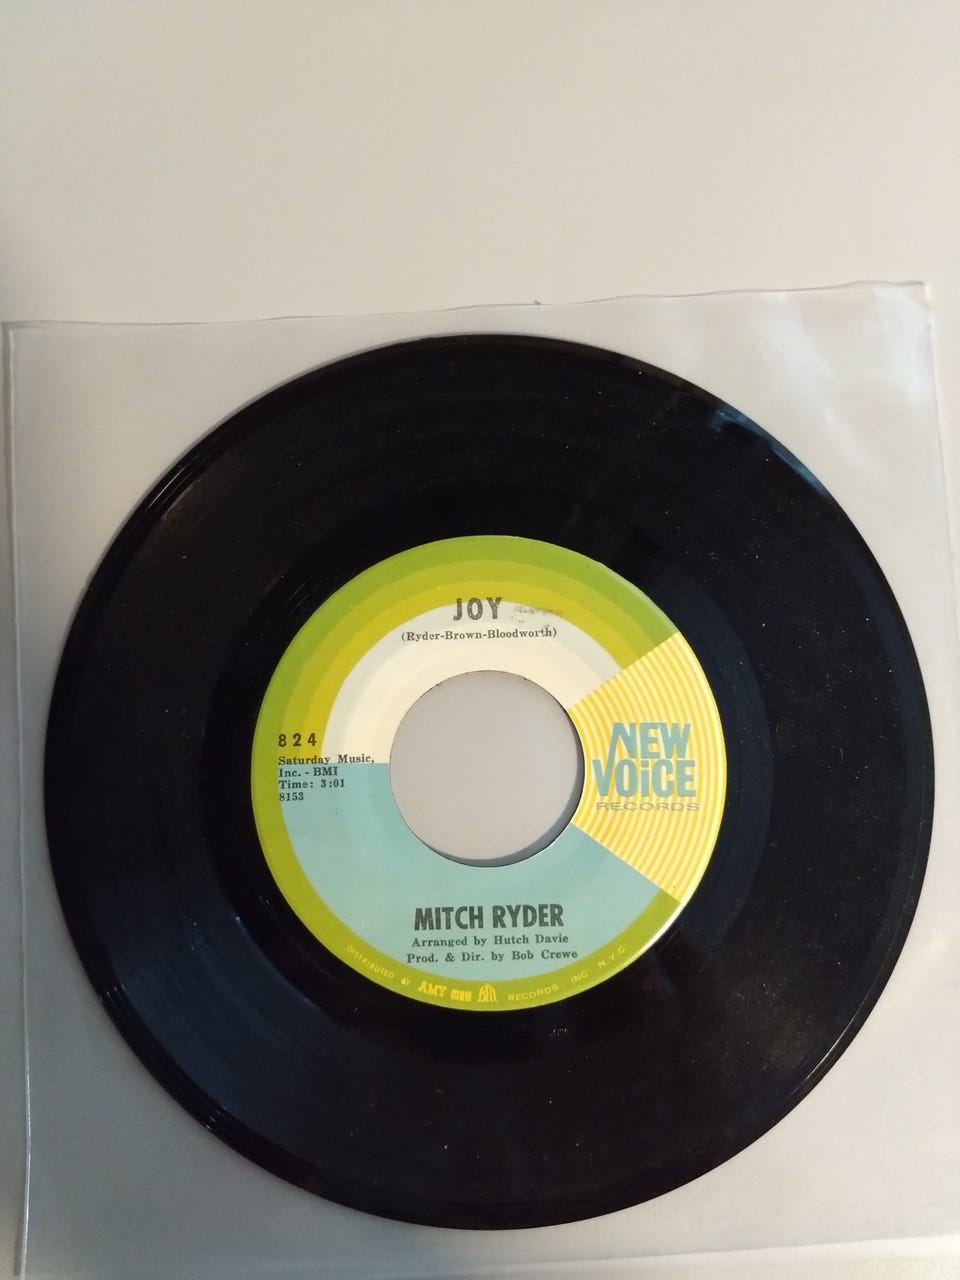 JOY
(Ryder-Brown-Bloodworth)
824
Saturday Music,
Inc. - BMI
Time: 3:01
8153
NEW
VOiCE
RECORDS
MITCH RYDER
Arranged by Hutch Davie
Prod. & Dir. by Bob Crewe
DISTRIBUTED BY AMY mala Bell RECORDS, INC. N.Y.C.